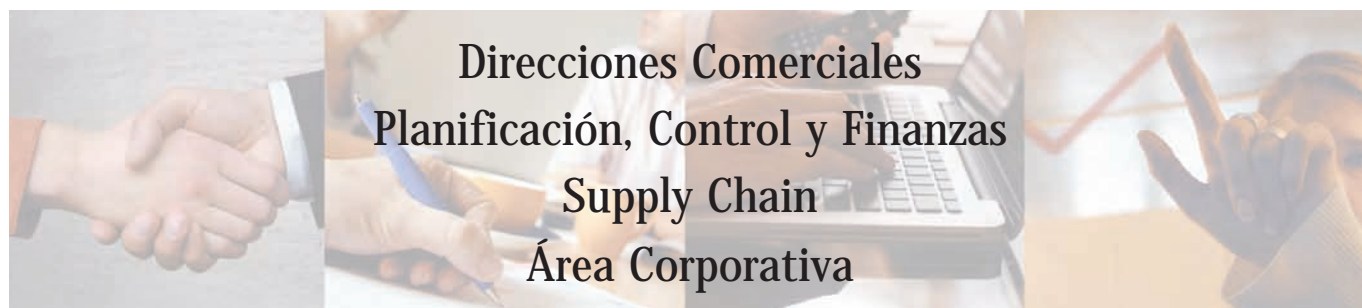 Direcciones Comerciales
Planificación, Control y Finanzas
Supply Chain
Área Corporativa